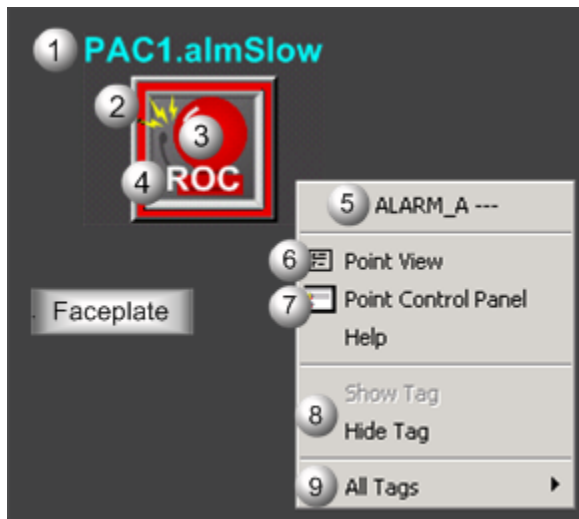 1 PAC1.almSlow
2
3
4 ROC
5 ALARM_A ---
6 Point View
Faceplate
7 Point Control Panel
Help
Show Tag
8
Hide Tag
9 All Tags